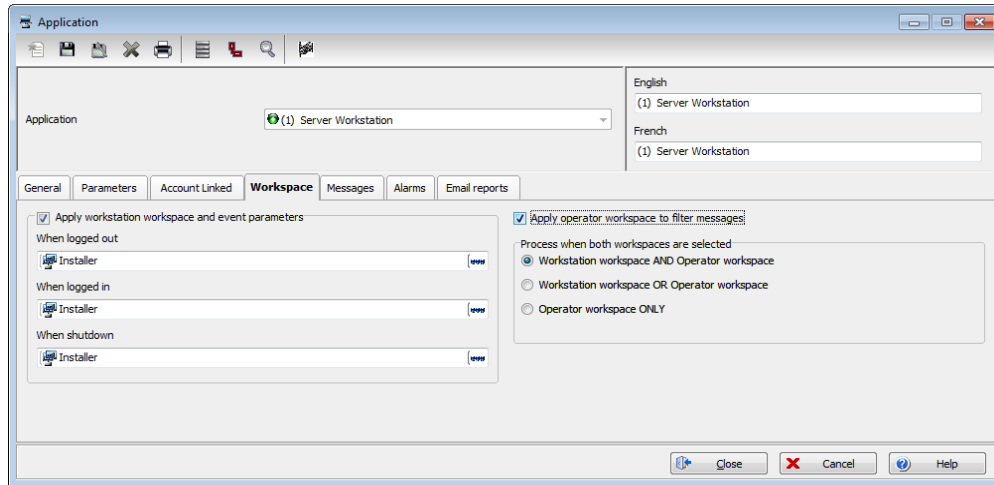 Application
English
(1) Server Workstation
Application
(1) Server Workstation
French
(1) Server Workstation
General Parameters Account Linked Workspace Messages Alarms Email reports
Apply workstation workspace and event parameters
When logged out
Installer
When logged in
Installer
When shutdown
Installer
Apply operator workspace to filter messages
Process when both workspaces are selected
Workstation workspace AND Operator workspace
Workstation workspace OR Operator workspace
Operator workspace ONLY
Close Cancel Help